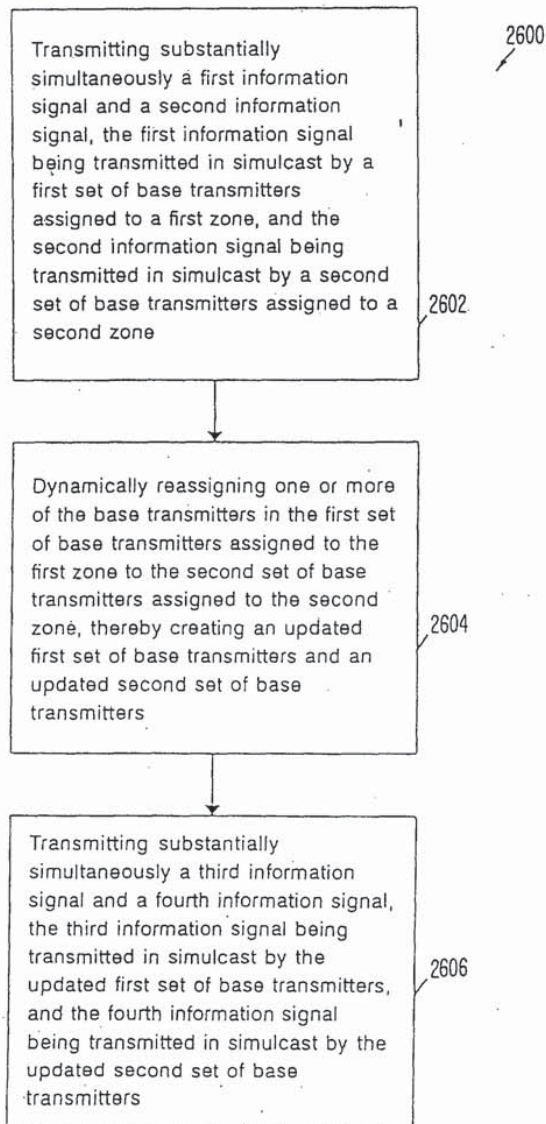 2600
Transmitting substantially
simultaneously a first information
signal and a second information
signal, the first information signal
being transmitted in simulcast by a
first set of base transmitters
assigned to a first zone, and the
second information signal being
transmitted in simulcast by a second
set of base transmitters assigned to a
second zone
2602
Dynamically reassigning one or more
of the base transmitters in the first set
of base transmitters assigned to the
first zone to the second set of base
transmitters assigned to the second
zone, thereby creating an updated
first set of base transmitters and an
updated second set of base
transmitters
2604
Transmitting substantially
simultaneously a third information
signal and a fourth information signal,
the third information signal being
transmitted in simulcast by the
updated first set of base transmitters,
and the fourth information signal
being transmitted in simulcast by the
updated second set of base
transmitters
2606